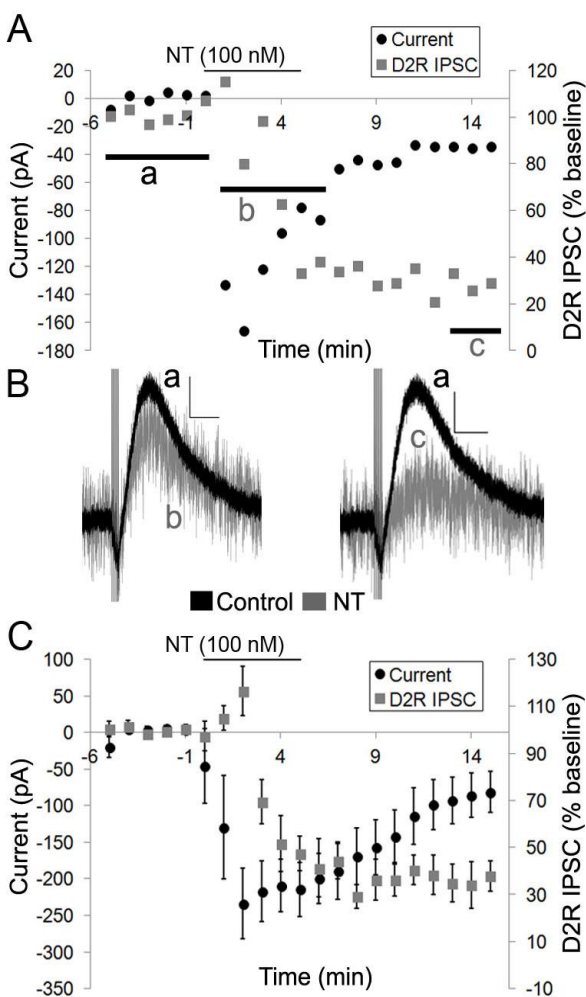 A
NT (100 nM)
Current
D2R IPSC
20
0
-20
-40
-60
-80
-100
-120
-140
-160
-180
Current (pA)
-6
-1
4
9
14
120
100
80
60
40
20
0
D2R IPSC (% baseline)
a
b
c
Time (min)
B
a
b
a
c
Control
NT
C
NT (100 nM)
Current
D2R IPSC
100
50
0
-50
-100
-150
-200
-250
-300
-350
Current (pA)
-6
-1
4
9
14
130
110
90
70
50
30
10
-10
D2R IPSC (% baseline)
Time (min)